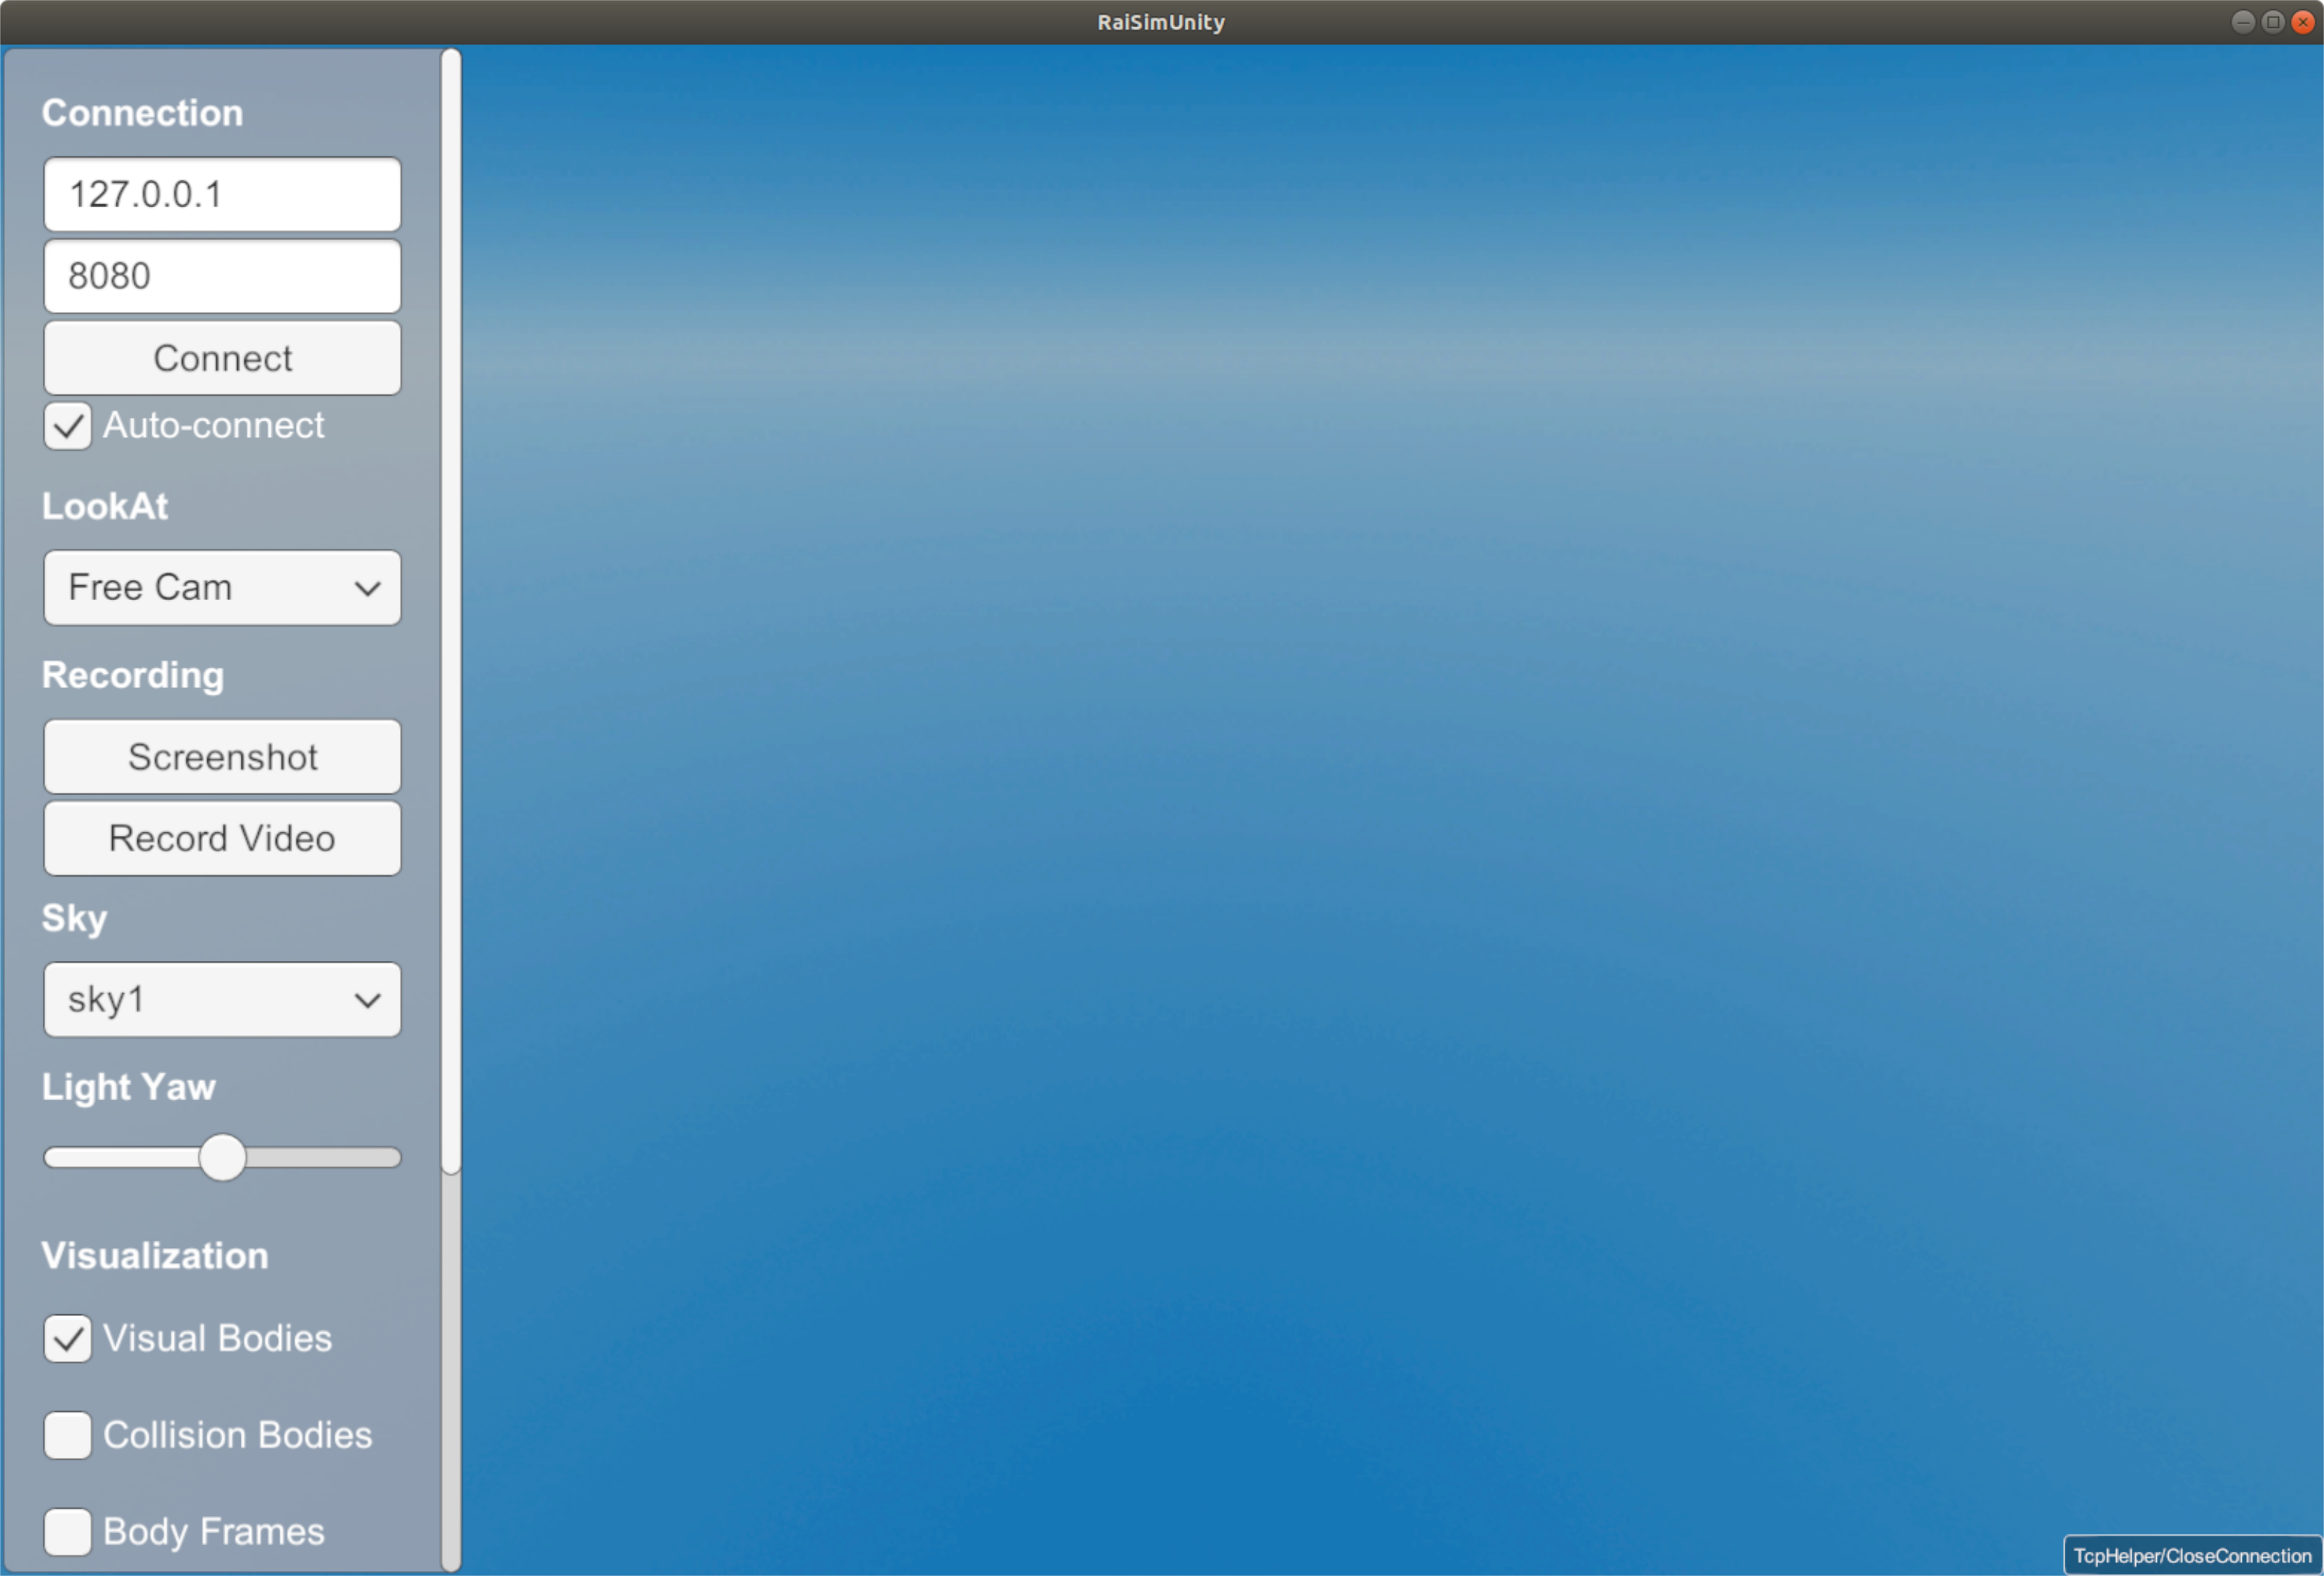 RaiSimUnity
Connection
127.0.0.1
8080
Connect
Auto-connect
LookAt
Free Cam
Recording
Screenshot
Record Video
Sky
sky1
Light Yaw
Visualization
Visual Bodies
Collision Bodies
Body Frames
TcpHelper/CloseConnection